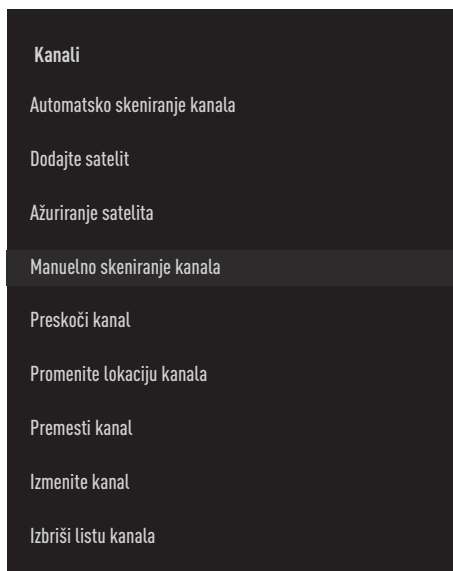 Kanali
Automatsko skeniranje kanala
Dodajte satelit
Ažuriranje satelita
Manuelno skeniranje kanala
Preskoči kanal
Promenite lokaciju kanala
Premesti kanal
Izmenite kanal
Izbriši listu kanala